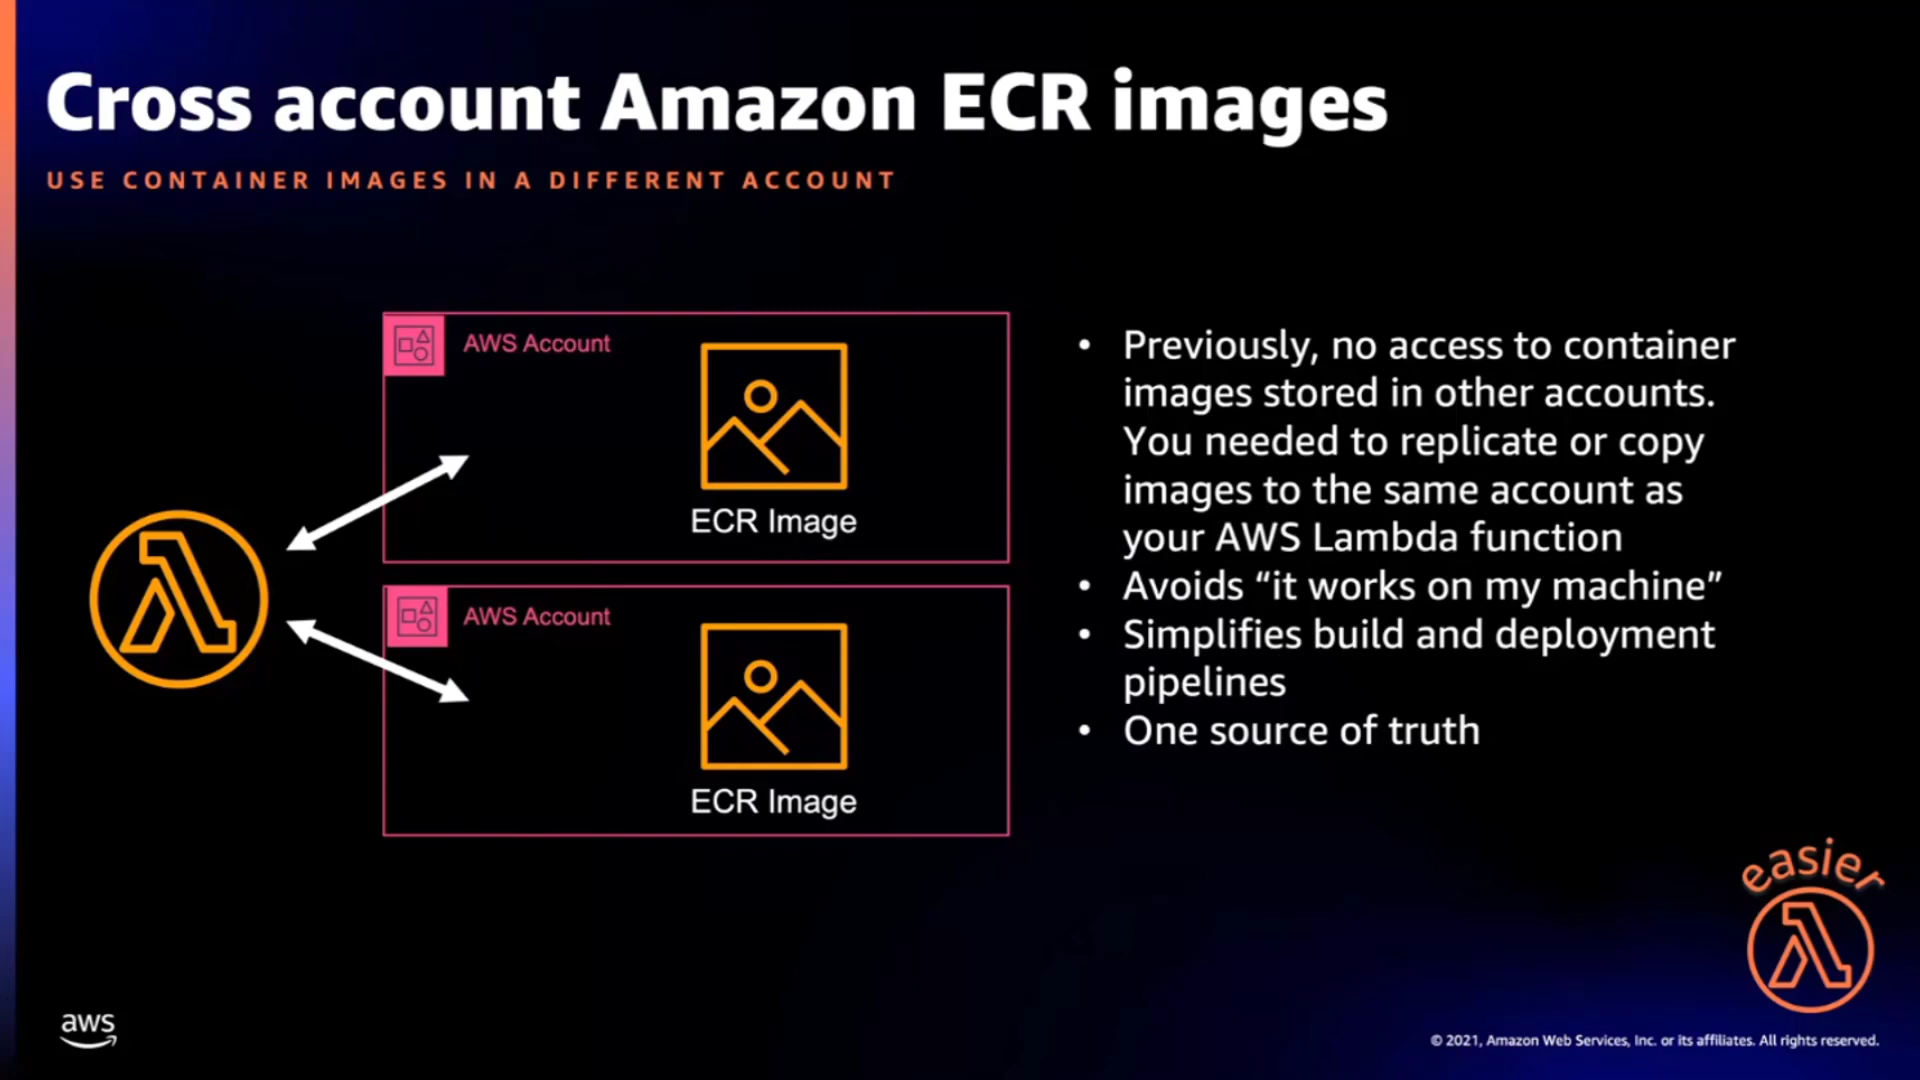 Cross account Amazon ECR images
USE CONTAINER IMAGES IN A DIFFERENT ACCOUNT
AWS Account
ECR Image
AWS Account
ECR Image
• Previously, no access to container
images stored in other accounts.
You needed to replicate or copy
images to the same account as
your AWS Lambda function
• Avoids “it works on my machine”
• Simplifies build and deployment
pipelines
• One source of truth
easier
aws
© 2021, Amazon Web Services, Inc. or its affiliates. All rights reserved.